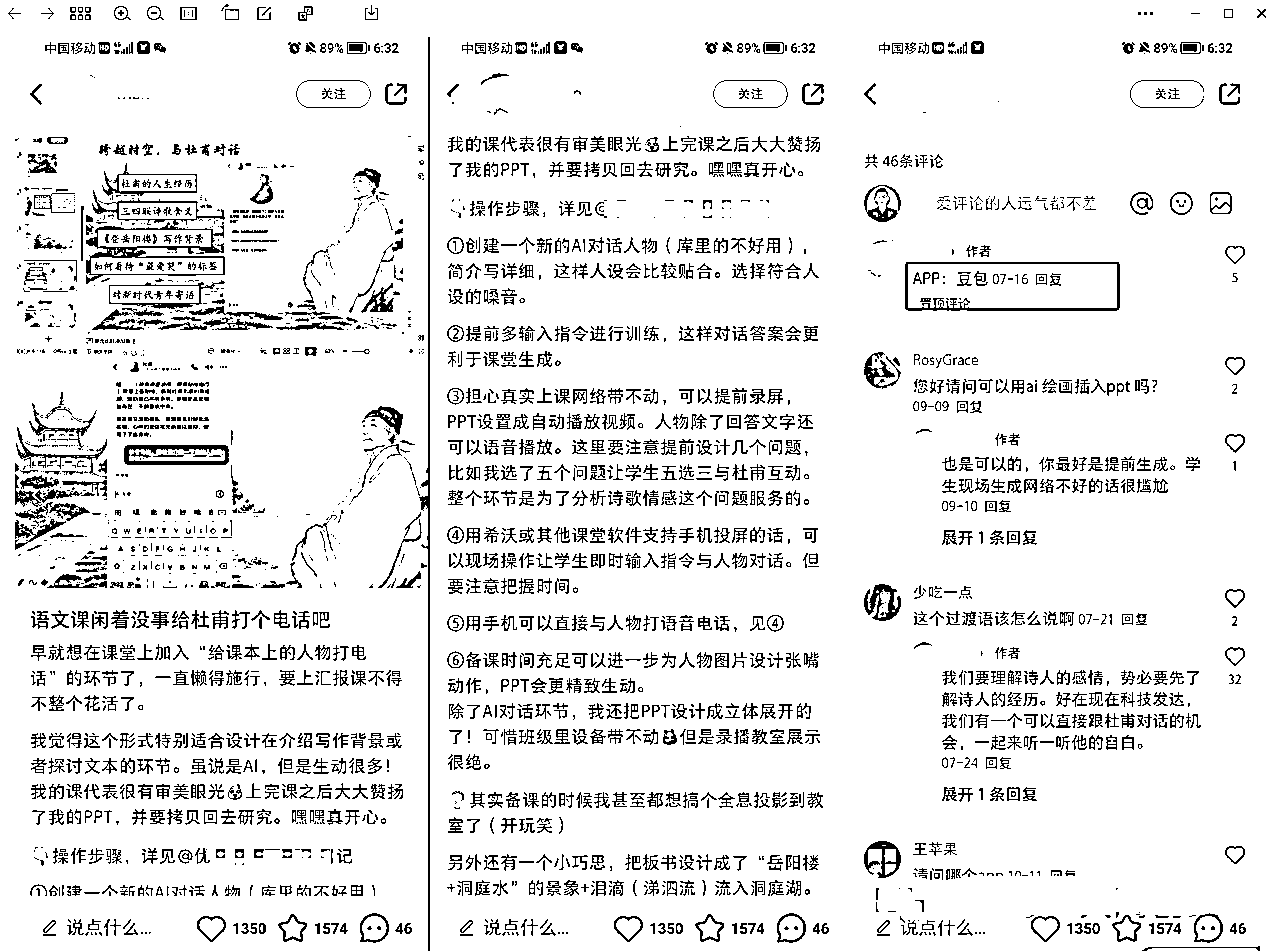 中国移动 HD 89% 6:32
关注
跨越时空，与杜甫对话
杜甫的人生经历
三四联诗歌含义
《登岳阳楼》写作背景
如何看待“最爱哭”的标签
对新时代青年寄语
Q W E R T Y U I O P
A S D F G H J K L
Z X C V B N M
语文课闲着没事给杜甫打个电话吧
早就想在课堂上加入“给课本上的人物打电
话”的环节了，一直懒得施行，要上汇报课不得
不整个花活了。
我觉得这个形式特别适合设计在介绍写作背景或
者探讨文本的环节。虽说是AI，但是生动很多！
我的课代表很有审美眼光上完课之后大大赞扬
了我的PPT，并要拷贝回去研究。嘿嘿真开心。
操作步骤，详见@优
记
①创建一个新的AI对话人物（库里的不好用）
说点什么... 1350 1574 46
中国移动 HD 89% 6:32
关注
我的课代表很有审美眼光上完课之后大大赞扬
了我的PPT，并要拷贝回去研究。嘿嘿真开心。
操作步骤，详见@
①创建一个新的AI对话人物（库里的不好用），
简介写详细，这样人设会比较贴合。选择符合人
设的嗓音。
②提前多输入指令进行训练，这样对话答案会更
利于课堂生成。
③担心真实上课网络带不动，可以提前录屏，
PPT设置成自动播放视频。人物除了回答文字还
可以语音播放。这里要注意提前设计几个问题，
比如我选了五个问题让学生五选三与杜甫互动。
整个环节是为了分析诗歌情感这个问题服务的。
④用希沃或其他课堂软件支持手机投屏的话，可
以现场操作让学生即时输入指令与人物对话。但
要注意把握时间。
⑤用手机可以直接与人物打语音电话，见④
⑥备课时间充足可以进一步为人物图片设计张嘴
动作，PPT会更精致生动。
除了AI对话环节，我还把PPT设计成立体展开的
了！可惜班级里设备带不动但是录播教室展示
很绝。
其实备课的时候我甚至都想搞个全息投影到教
室了（开玩笑）
另外还有一个小巧思，把板书设计成了“岳阳楼
+洞庭水”的景象+泪滴（涕泗流）流入洞庭湖。
说点什么... 1350 1574 46
中国移动 HD 89% 6:32
关注
共 46条评论
爱评论的人运气都不差
作者
APP：豆包 07-16 回复
置顶评论
5
RosyGrace
您好请问可以用ai 绘画插入ppt 吗？
09-09 回复
2
作者
也是可以的，你最好是提前生成。学
生现场生成网络不好的话很尴尬
09-10 回复
1
展开 1 条回复
少吃一点
这个过渡语该怎么说啊 07-21 回复
2
作者
我们要理解诗人的感情，势必要先了
解诗人的经历。好在现在科技发达，
我们有一个可以直接跟杜甫对话的机
会，一起来听一听他的自白。
07-24 回复
32
展开 1 条回复
王苹果
请问哪个app 10-11 回复
说点什么... 1350 1574 46